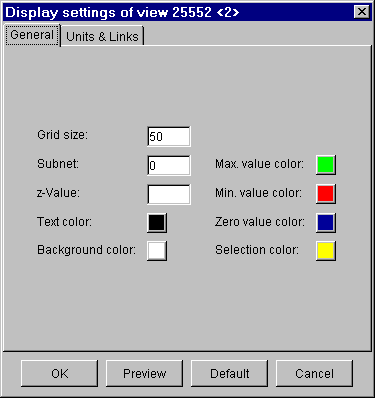 Display settings of view 25552 <2>
General
Units & Links
Grid size:
50
Subnet:
0
Max. value color:
z-Value:
Min. value color:
Text color:
Zero value color:
Background color:
Selection color:
OK
Preview
Default
Cancel